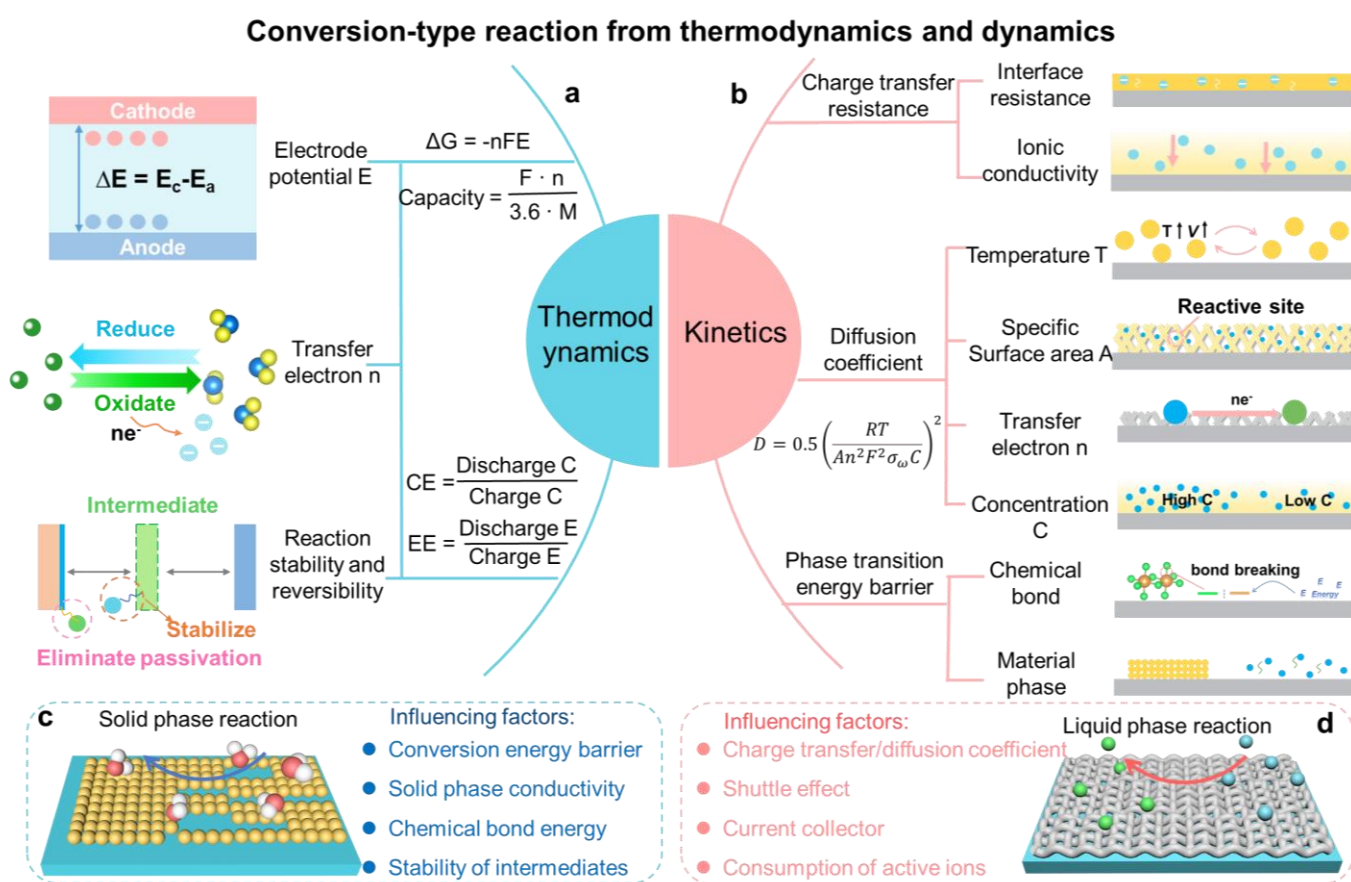 Conversion-type reaction from thermodynamics and dynamics
a
Cathode
ΔE = Ec-Ea
Anode
Electrode
potential E
ΔG = -nFE
Capacity = F · n / 3.6 · M
Reduce
Oxidate
ne-
Transfer
electron n
Intermediate
Stabilize
Eliminate passivation
Reaction
stability and
reversibility
CE = Discharge C / Charge C
EE = Discharge E / Charge E
Thermod
ynamics
b
Kinetics
Charge transfer
resistance
Interface
resistance
Ionic
conductivity
Diffusion
coefficient
D = 0.5 (RT / An²F²σωC)²
Temperature T
T↑ V↑
Specific
Surface area A
Reactive site
Transfer
electron n
ne-
Concentration
C
High C
Low C
Phase transition
energy barrier
Chemical
bond
bond breaking
E
E
E
Energy
Material
phase
c
Solid phase reaction
Influencing factors:
● Conversion energy barrier
● Solid phase conductivity
● Chemical bond energy
● Stability of intermediates
d
Influencing factors:
● Charge transfer/diffusion coefficient
● Shuttle effect
● Current collector
● Consumption of active ions
Liquid phase reaction